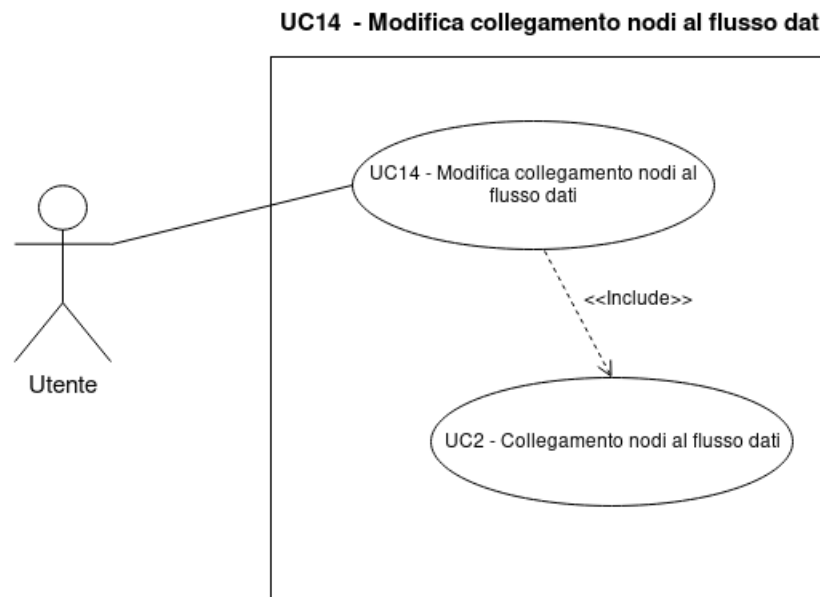 UC14 - Modifica collegamento nodi al flusso dat
UC14 - Modifica collegamento nodi al
flusso dati
<<Include>>
Utente
UC2 - Collegamento nodi al flusso dati